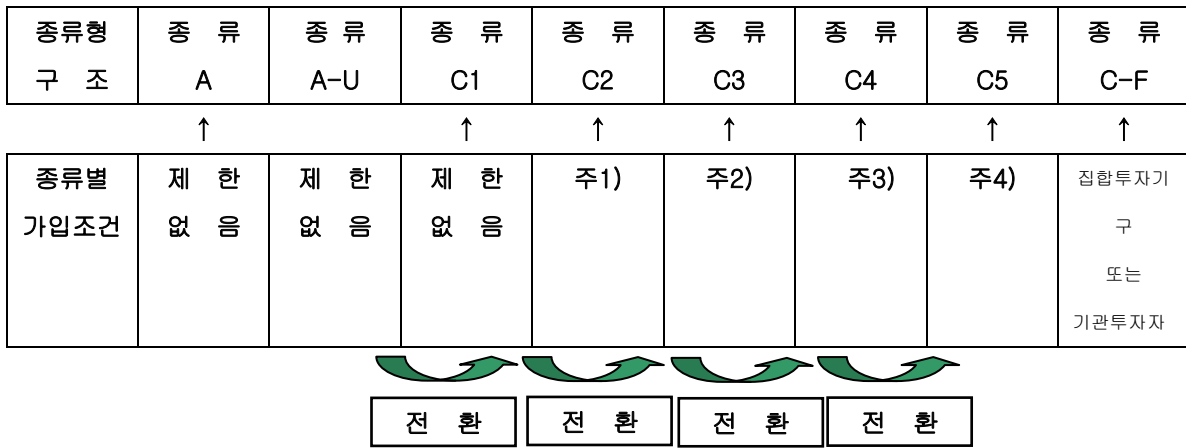 종류형 종 류 종 류 종 류 종 류 종 류 종 류 종 류 종 류
구 조 A A-U C1 C2 C3 C4 C5 C-F
↑ ↑ ↑ ↑ ↑ ↑ ↑
종류별 제 한 제 한 제 한 주1) 주2) 주3) 주4) 집합투자기
가입조건 없 음 없 음 없 음 구
또는
기관투자자
전 환 전 환 전 환 전 환